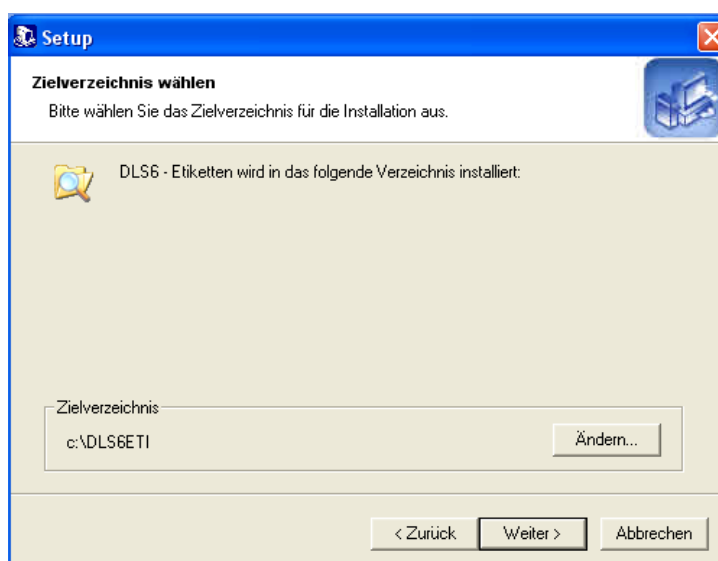 Setup
Zielverzeichnis wählen
Bitte wählen Sie das Zielverzeichnis für die Installation aus.
DLS6 - Etiketten wird in das folgende Verzeichnis installiert:
Zielverzeichnis
c:\DLS6ETI
Ändern...
< Zurück
Weiter >
Abbrechen